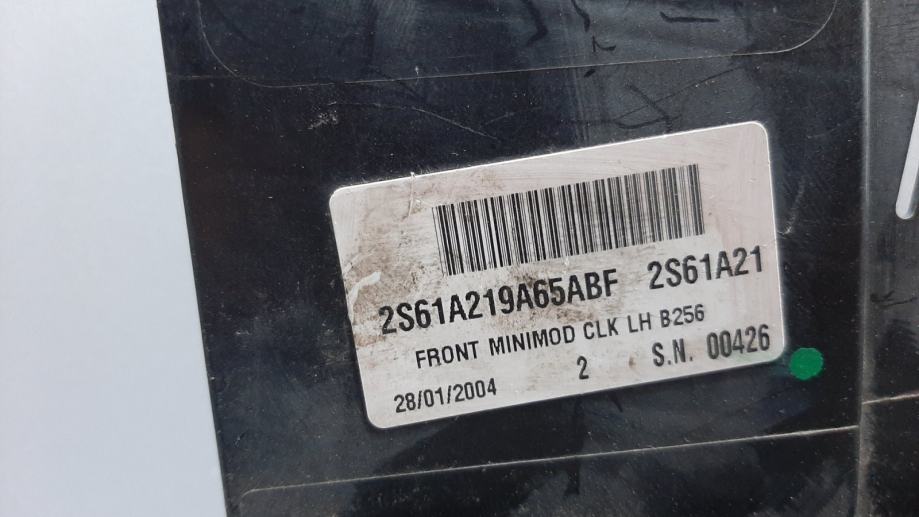 2S61A219A65ABF 2S61A21
FRONT MINIMOD CLK LH B256
28/01/2004 2 S.N. 00426